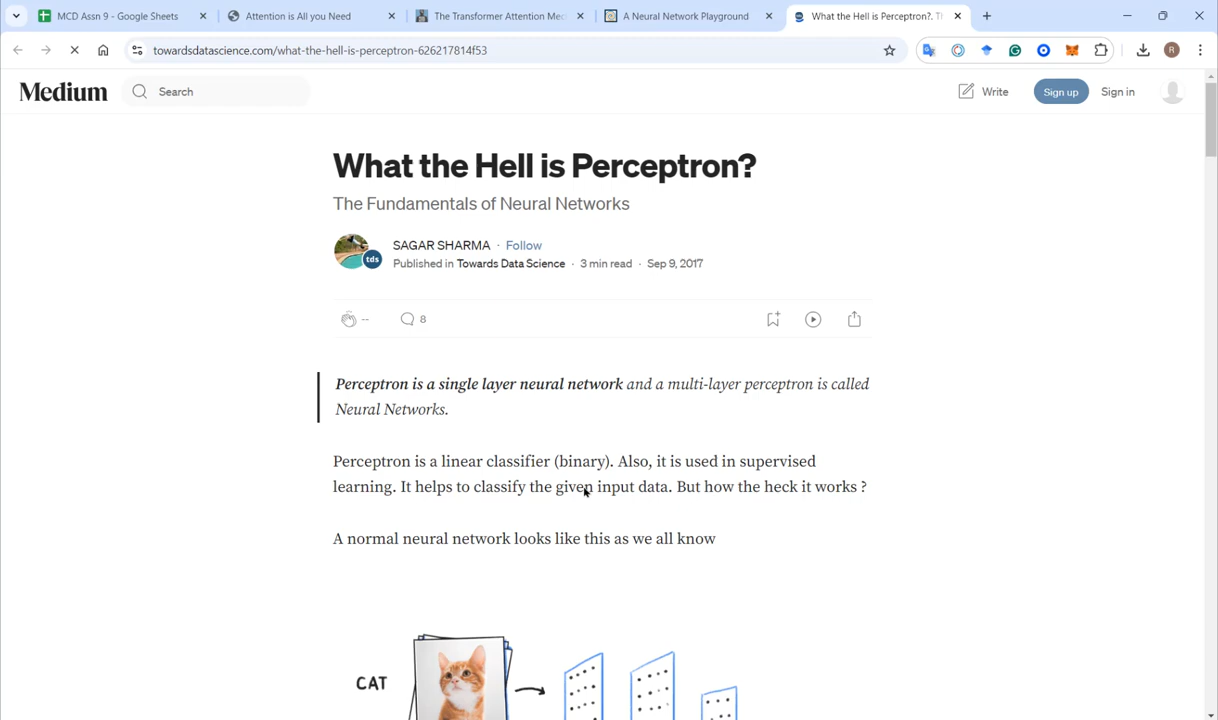 MCD Assn 9 - Google Sheets
Attention is All you Need
The Transformer Attention Mec
A Neural Network Playground
What the Hell is Perceptron?. T
towardsdatascience.com/what-the-hell-is-perceptron-626217814f53
R
Medium
Search
Write
Sign up
Sign in
What the Hell is Perceptron?
The Fundamentals of Neural Networks
SAGAR SHARMA · Follow
tds
Published in Towards Data Science · 3 min read · Sep 9, 2017
--
8
Perceptron is a single layer neural network and a multi-layer perceptron is called
Neural Networks.
Perceptron is a linear classifier (binary). Also, it is used in supervised
learning. It helps to classify the given input data. But how the heck it works ?
A normal neural network looks like this as we all know
CAT